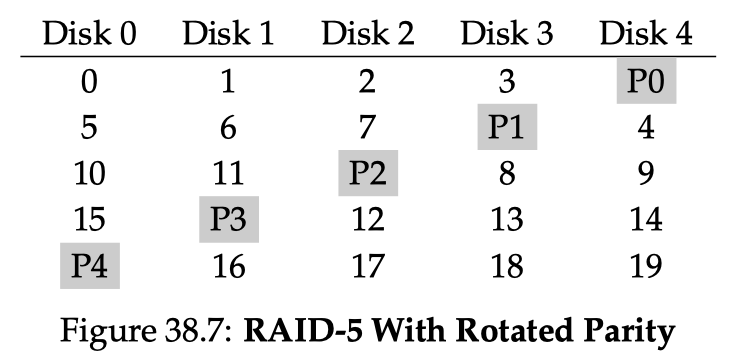 Disk 0 Disk 1 Disk 2 Disk 3 Disk 4
0 1 2 3 P0
5 6 7 P1 4
10 11 P2 8 9
15 P3 12 13 14
P4 16 17 18 19
Figure 38.7: RAID-5 With Rotated Parity